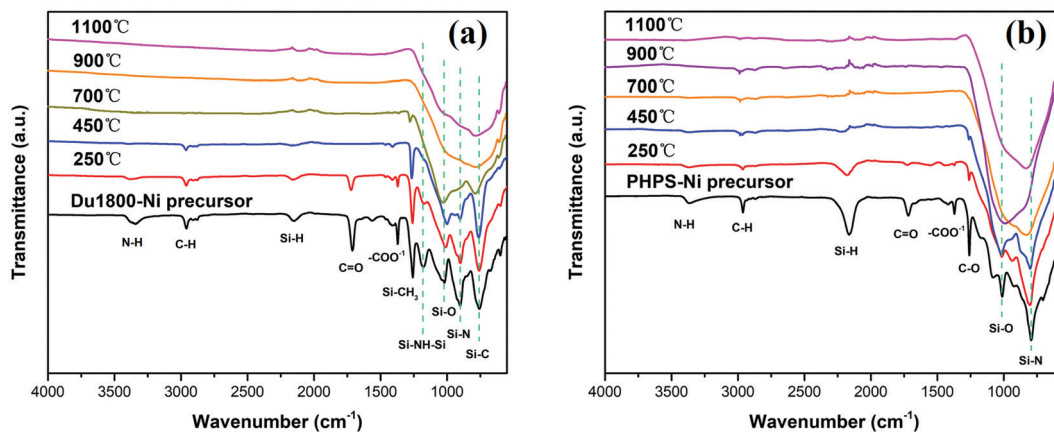 (a)
1100℃
900℃
700℃
450℃
250℃
Du1800-Ni precursor
N-H
C-H
Si-H
C=O
-COO⁻¹
Si-CH₃
Si-NH-Si
Si-O
Si-N
Si-C
Transmittance (a.u.)
4000 3500 3000 2500 2000 1500 1000
Wavenumber (cm⁻¹)
(b)
1100℃
900℃
700℃
450℃
250℃
PHPS-Ni precursor
N-H
C-H
Si-H
C=O
-COO⁻¹
C-O
Si-O
Si-N
Transmittance (a.u.)
4000 3500 3000 2500 2000 1500 1000
Wavenumber (cm⁻¹)